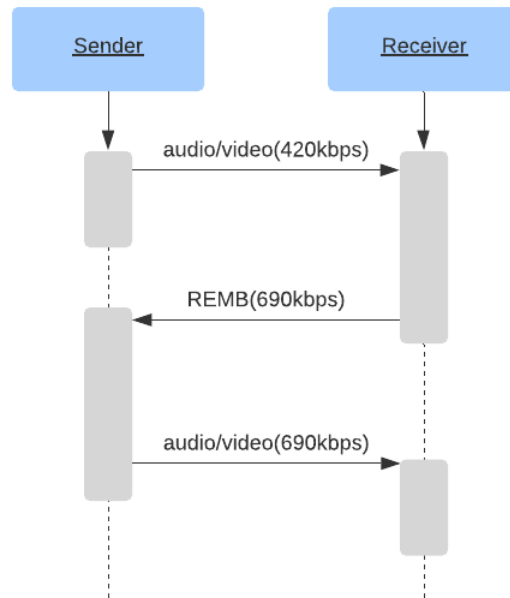 Sender
Receiver
audio/video(420kbps)
REMB(690kbps)
audio/video(690kbps)